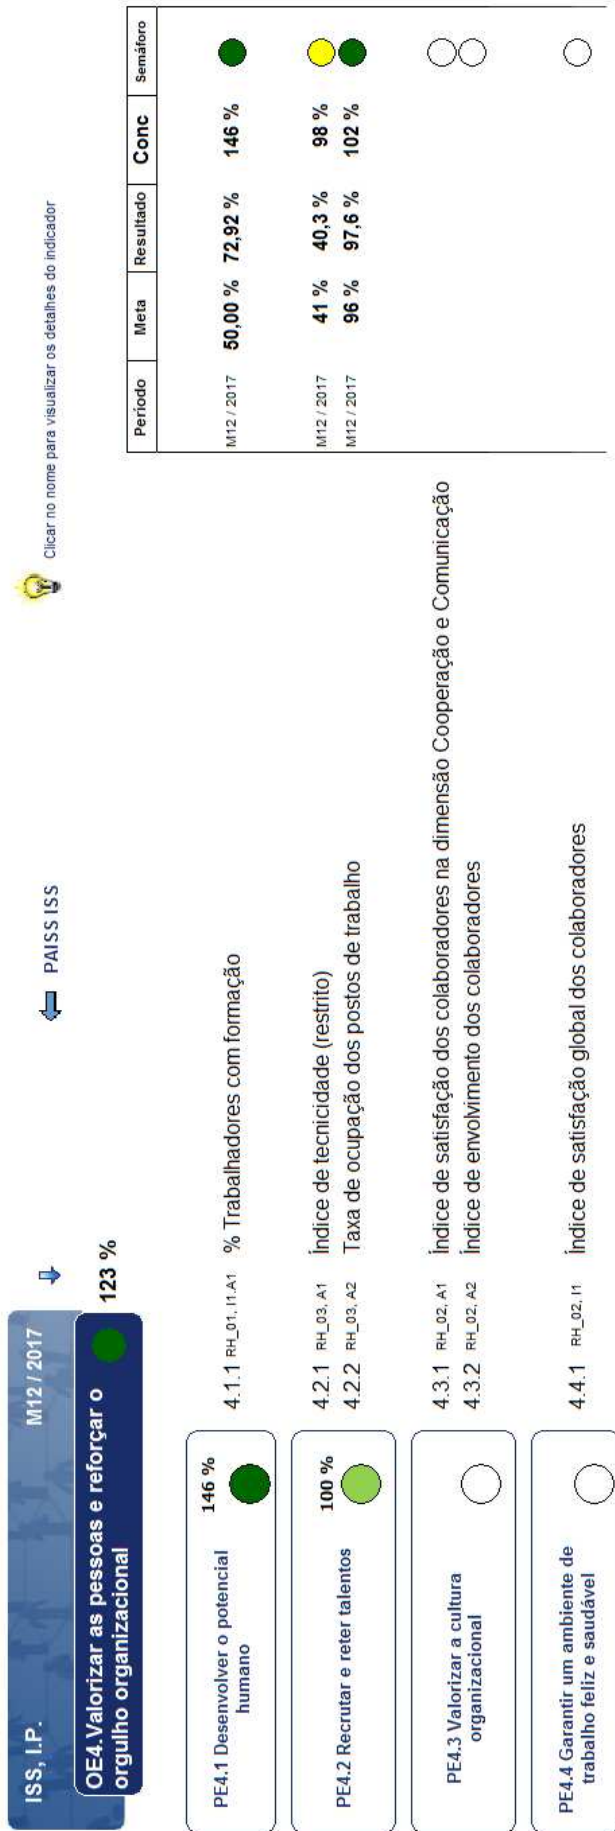 ISS, I.P. M12 / 2017
PAISS ISS
Clicar no nome para visualizar os detalhes do indicador
OE4.Valorizar as pessoas e reforçar o
orgulho organizacional
123 %
Período Meta Resultado Conc Semáforo
PE4.1 Desenvolver o potencial
humano
146 %
4.1.1 RH_01, I1.A1 % Trabalhadores com formação M12 / 2017 50,00 % 72,92 % 146 %
PE4.2 Recrutar e reter talentos
100 %
4.2.1 RH_03, A1 Índice de tecnicidade (restrito) M12 / 2017 41 % 40,3 % 98 %
4.2.2 RH_03, A2 Taxa de ocupação dos postos de trabalho M12 / 2017 96 % 97,6 % 102 %
PE4.3 Valorizar a cultura
organizacional
4.3.1 RH_02, A1 Índice de satisfação dos colaboradores na dimensão Cooperação e Comunicação
4.3.2 RH_02, A2 Índice de envolvimento dos colaboradores
PE4.4 Garantir um ambiente de
trabalho feliz e saudável
4.4.1 RH_02, I1 Índice de satisfação global dos colaboradores